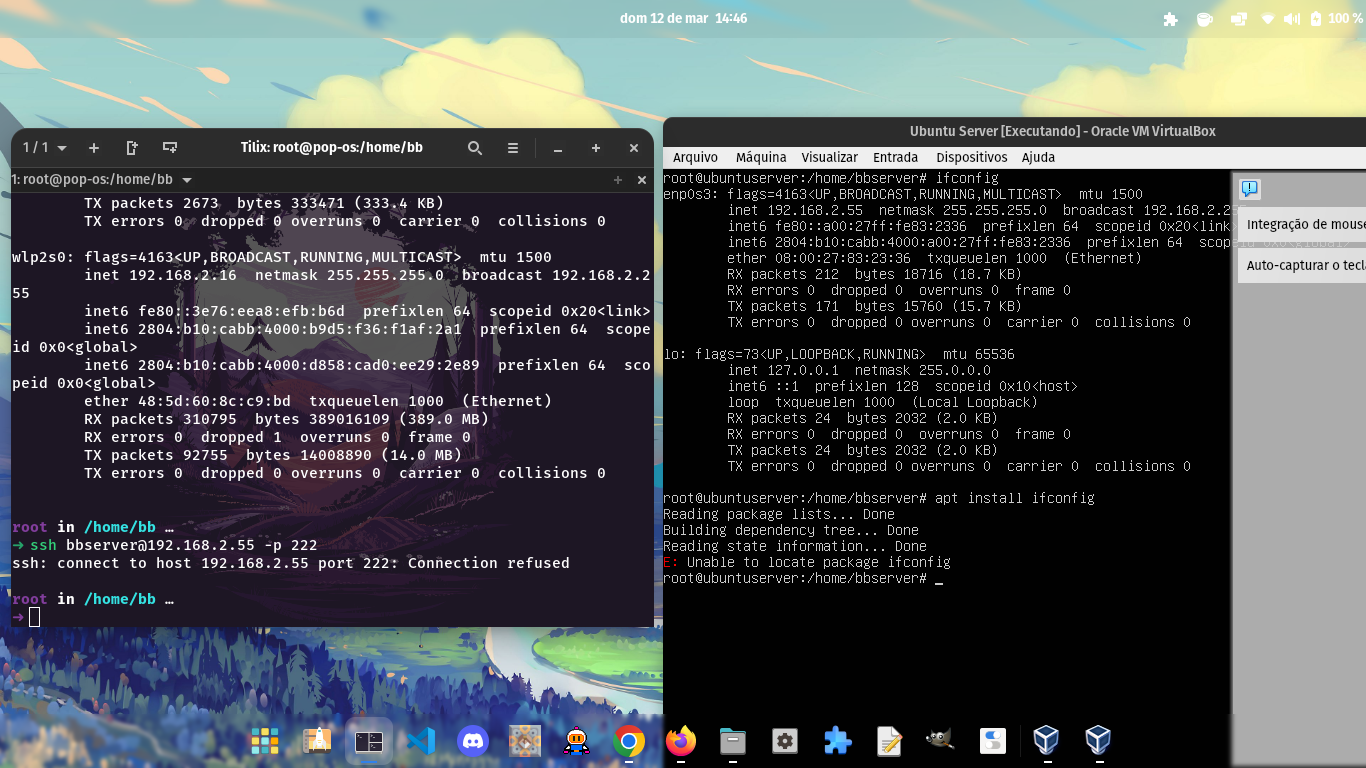 dom 12 de mar 14:46
100 %
1 / 1
Tilix: root@pop-os:/home/bb
1: root@pop-os:/home/bb
TX packets 2673  bytes 333471 (333.4 KB)
TX errors 0  dropped 0 overruns 0  carrier 0  collisions 0
wlp2s0: flags=4163<UP,BROADCAST,RUNNING,MULTICAST>  mtu 1500
inet 192.168.2.16  netmask 255.255.255.0  broadcast 192.168.2.2
55
inet6 fe80::3e76:eea8:efb:b6d  prefixlen 64  scopeid 0x20<link>
inet6 2804:b10:cabb:4000:b9d5:f36:f1af:2a1  prefixlen 64  scope
id 0x0<global>
inet6 2804:b10:cabb:4000:d858:cad0:ee29:2e89  prefixlen 64  sco
peid 0x0<global>
ether 48:5d:60:8c:c9:bd  txqueuelen 1000  (Ethernet)
RX packets 310795  bytes 389016109 (389.0 MB)
RX errors 0  dropped 1  overruns 0  frame 0
TX packets 92755  bytes 14008890 (14.0 MB)
TX errors 0  dropped 0 overruns 0  carrier 0  collisions 0
root in /home/bb …
➜ ssh bbserver@192.168.2.55 -p 222
ssh: connect to host 192.168.2.55 port 222: Connection refused
root in /home/bb …
➜
Ubuntu Server [Executando] - Oracle VM VirtualBox
Arquivo Máquina Visualizar Entrada Dispositivos Ajuda
root@ubuntuserver:/home/bbserver# ifconfig
enp0s3: flags=4163<UP,BROADCAST,RUNNING,MULTICAST>  mtu 1500
inet 192.168.2.55  netmask 255.255.255.0  broadcast 192.168.2.255
inet6 fe80::a00:27ff:fe83:2336  prefixlen 64  scopeid 0x20<link>
inet6 2804:b10:cabb:4000:a00:27ff:fe83:2336  prefixlen 64  scopeid 0x0<global>
ether 08:00:27:83:23:36  txqueuelen 1000  (Ethernet)
RX packets 212  bytes 18716 (18.7 KB)
RX errors 0  dropped 0  overruns 0  frame 0
TX packets 171  bytes 15760 (15.7 KB)
TX errors 0  dropped 0 overruns 0  carrier 0  collisions 0
lo: flags=73<UP,LOOPBACK,RUNNING>  mtu 65536
inet 127.0.0.1  netmask 255.0.0.0
inet6 ::1  prefixlen 128  scopeid 0x10<host>
loop  txqueuelen 1000  (Local Loopback)
RX packets 24  bytes 2032 (2.0 KB)
RX errors 0  dropped 0  overruns 0  frame 0
TX packets 24  bytes 2032 (2.0 KB)
TX errors 0  dropped 0 overruns 0  carrier 0  collisions 0
root@ubuntuserver:/home/bbserver# apt install ifconfig
Reading package lists... Done
Building dependency tree... Done
Reading state information... Done
E: Unable to locate package ifconfig
root@ubuntuserver:/home/bbserver# _
Integração de mouse
Auto-capturar o tecl